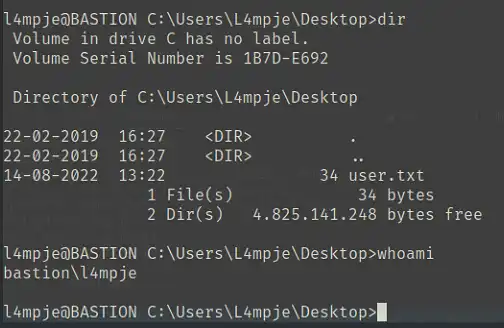 l4mpje@BASTION C:\Users\L4mpje\Desktop>dir
 Volume in drive C has no label.
 Volume Serial Number is 1B7D-E692

 Directory of C:\Users\L4mpje\Desktop

22-02-2019  16:27    <DIR>          .
22-02-2019  16:27    <DIR>          ..
14-08-2022  13:22                34 user.txt
               1 File(s)             34 bytes
               2 Dir(s)   4.825.141.248 bytes free

l4mpje@BASTION C:\Users\L4mpje\Desktop>whoami
bastion\l4mpje

l4mpje@BASTION C:\Users\L4mpje\Desktop>